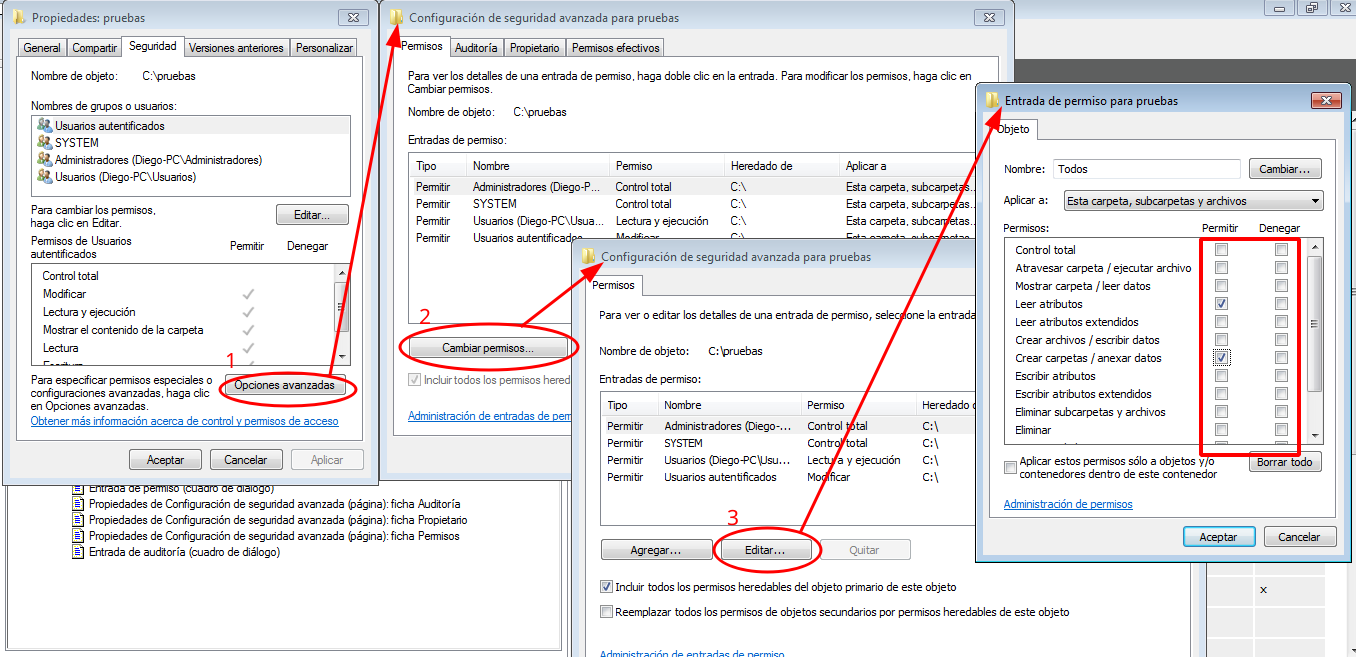 Propiedades: pruebas
General
Compartir
Seguridad
Versiones anteriores
Personalizar
Nombre de objeto: C:\pruebas
Nombres de grupos o usuarios:
Usuarios autentificados
SYSTEM
Administradores (Diego-PC\Administradores)
Usuarios (Diego-PC\Usuarios)
Para cambiar los permisos,
haga clic en Editar.
Editar...
Permisos de Usuarios
autentificados
Permitir
Denegar
Control total
Modificar
Lectura y ejecución
Mostrar el contenido de la carpeta
Lectura
Escritura
1
Para especificar permisos especiales o
configuraciones avanzadas, haga clic
en Opciones avanzadas.
Opciones avanzadas
Obtener más información acerca de control y permisos de acceso
Aceptar
Cancelar
Aplicar
Entrada de permiso (cuadro de diálogo)
Propiedades de Configuración de seguridad avanzada (página): ficha Auditoría
Propiedades de Configuración de seguridad avanzada (página): ficha Propietario
Propiedades de Configuración de seguridad avanzada (página): ficha Permisos
Entrada de auditoría (cuadro de diálogo)
Configuración de seguridad avanzada para pruebas
Permisos
Auditoría
Propietario
Permisos efectivos
Para ver los detalles de una entrada de permiso, haga doble clic en la entrada. Para modificar los permisos, haga clic en
Cambiar permisos.
Nombre de objeto: C:\pruebas
Entradas de permiso:
Tipo Nombre Permiso Heredado de Aplicar a
Permitir Administradores (Diego-P... Control total C:\ Esta carpeta, subcarpetas...
Permitir SYSTEM Control total C:\ Esta carpeta, subcarpetas...
Permitir Usuarios (Diego-PC\Usua... Lectura y ejecución C:\ Esta carpeta, subcarpetas...
Permitir Usuarios autentificados Modificar C:\ Esta carpeta, subcarpetas...
2
Cambiar permisos...
Incluir todos los permisos hered
Administración de entradas de perm
Configuración de seguridad avanzada para pruebas
Permisos
Para ver o editar los detalles de una entrada de permiso, seleccione la entrada
Nombre de objeto: C:\pruebas
Entradas de permiso:
Tipo Nombre Permiso Heredado
Permitir Administradores (Diego-... Control total C:\
Permitir SYSTEM Control total C:\
Permitir Usuarios (Diego-PC\Usu... Lectura y ejecución C:\
Permitir Usuarios autentificados Modificar C:\
3
Agregar...
Editar...
Quitar
Incluir todos los permisos heredables del objeto primario de este objeto
Reemplazar todos los permisos de objetos secundarios por permisos heredables de este objeto
Administración de entradas de permiso
Entrada de permiso para pruebas
Objeto
Nombre: Todos
Cambiar...
Aplicar a: Esta carpeta, subcarpetas y archivos
Permisos: Permitir Denegar
Control total
Atravesar carpeta / ejecutar archivo
Mostrar carpeta / leer datos
Leer atributos
Leer atributos extendidos
Crear archivos / escribir datos
Crear carpetas / anexar datos
Escribir atributos
Escribir atributos extendidos
Eliminar subcarpetas y archivos
Eliminar
Aplicar estos permisos sólo a objetos y/o
contenedores dentro de este contenedor
Borrar todo
Administración de permisos
Aceptar
Cancelar
x